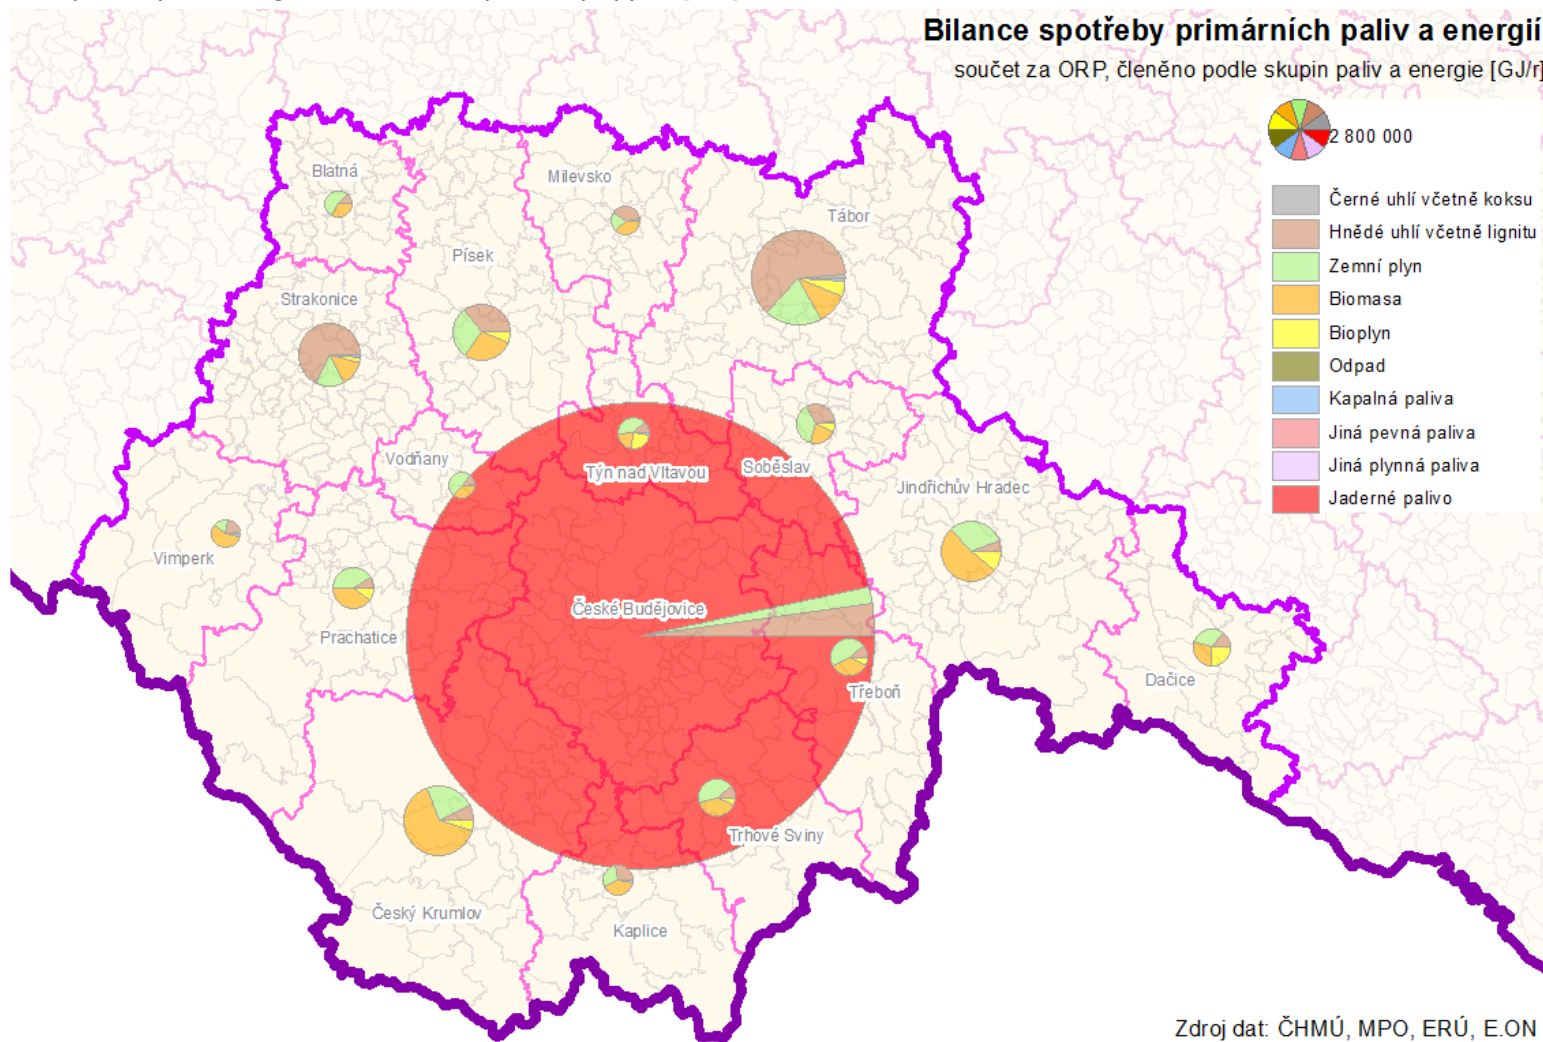 Bilance spotřeby primárních paliv a energií
součet za ORP, členěno podle skupin paliv a energie [GJ/r]
2 800 000
Černé uhlí včetně koksu
Hnědé uhlí včetně lignitu
Zemní plyn
Biomasa
Bioplyn
Odpad
Kapalná paliva
Jiná pevná paliva
Jiná plynná paliva
Jaderné palivo
Blatná
Milevsko
Tábor
Písek
Strakonice
Vodňany
Týn nad Vltavou
Soběslav
Jindřichův Hradec
Vimperk
České Budějovice
Prachatice
Dačice
Třeboň
Trhové Sviny
Český Krumlov
Kaplice
Zdroj dat: ČHMÚ, MPO, ERÚ, E.ON